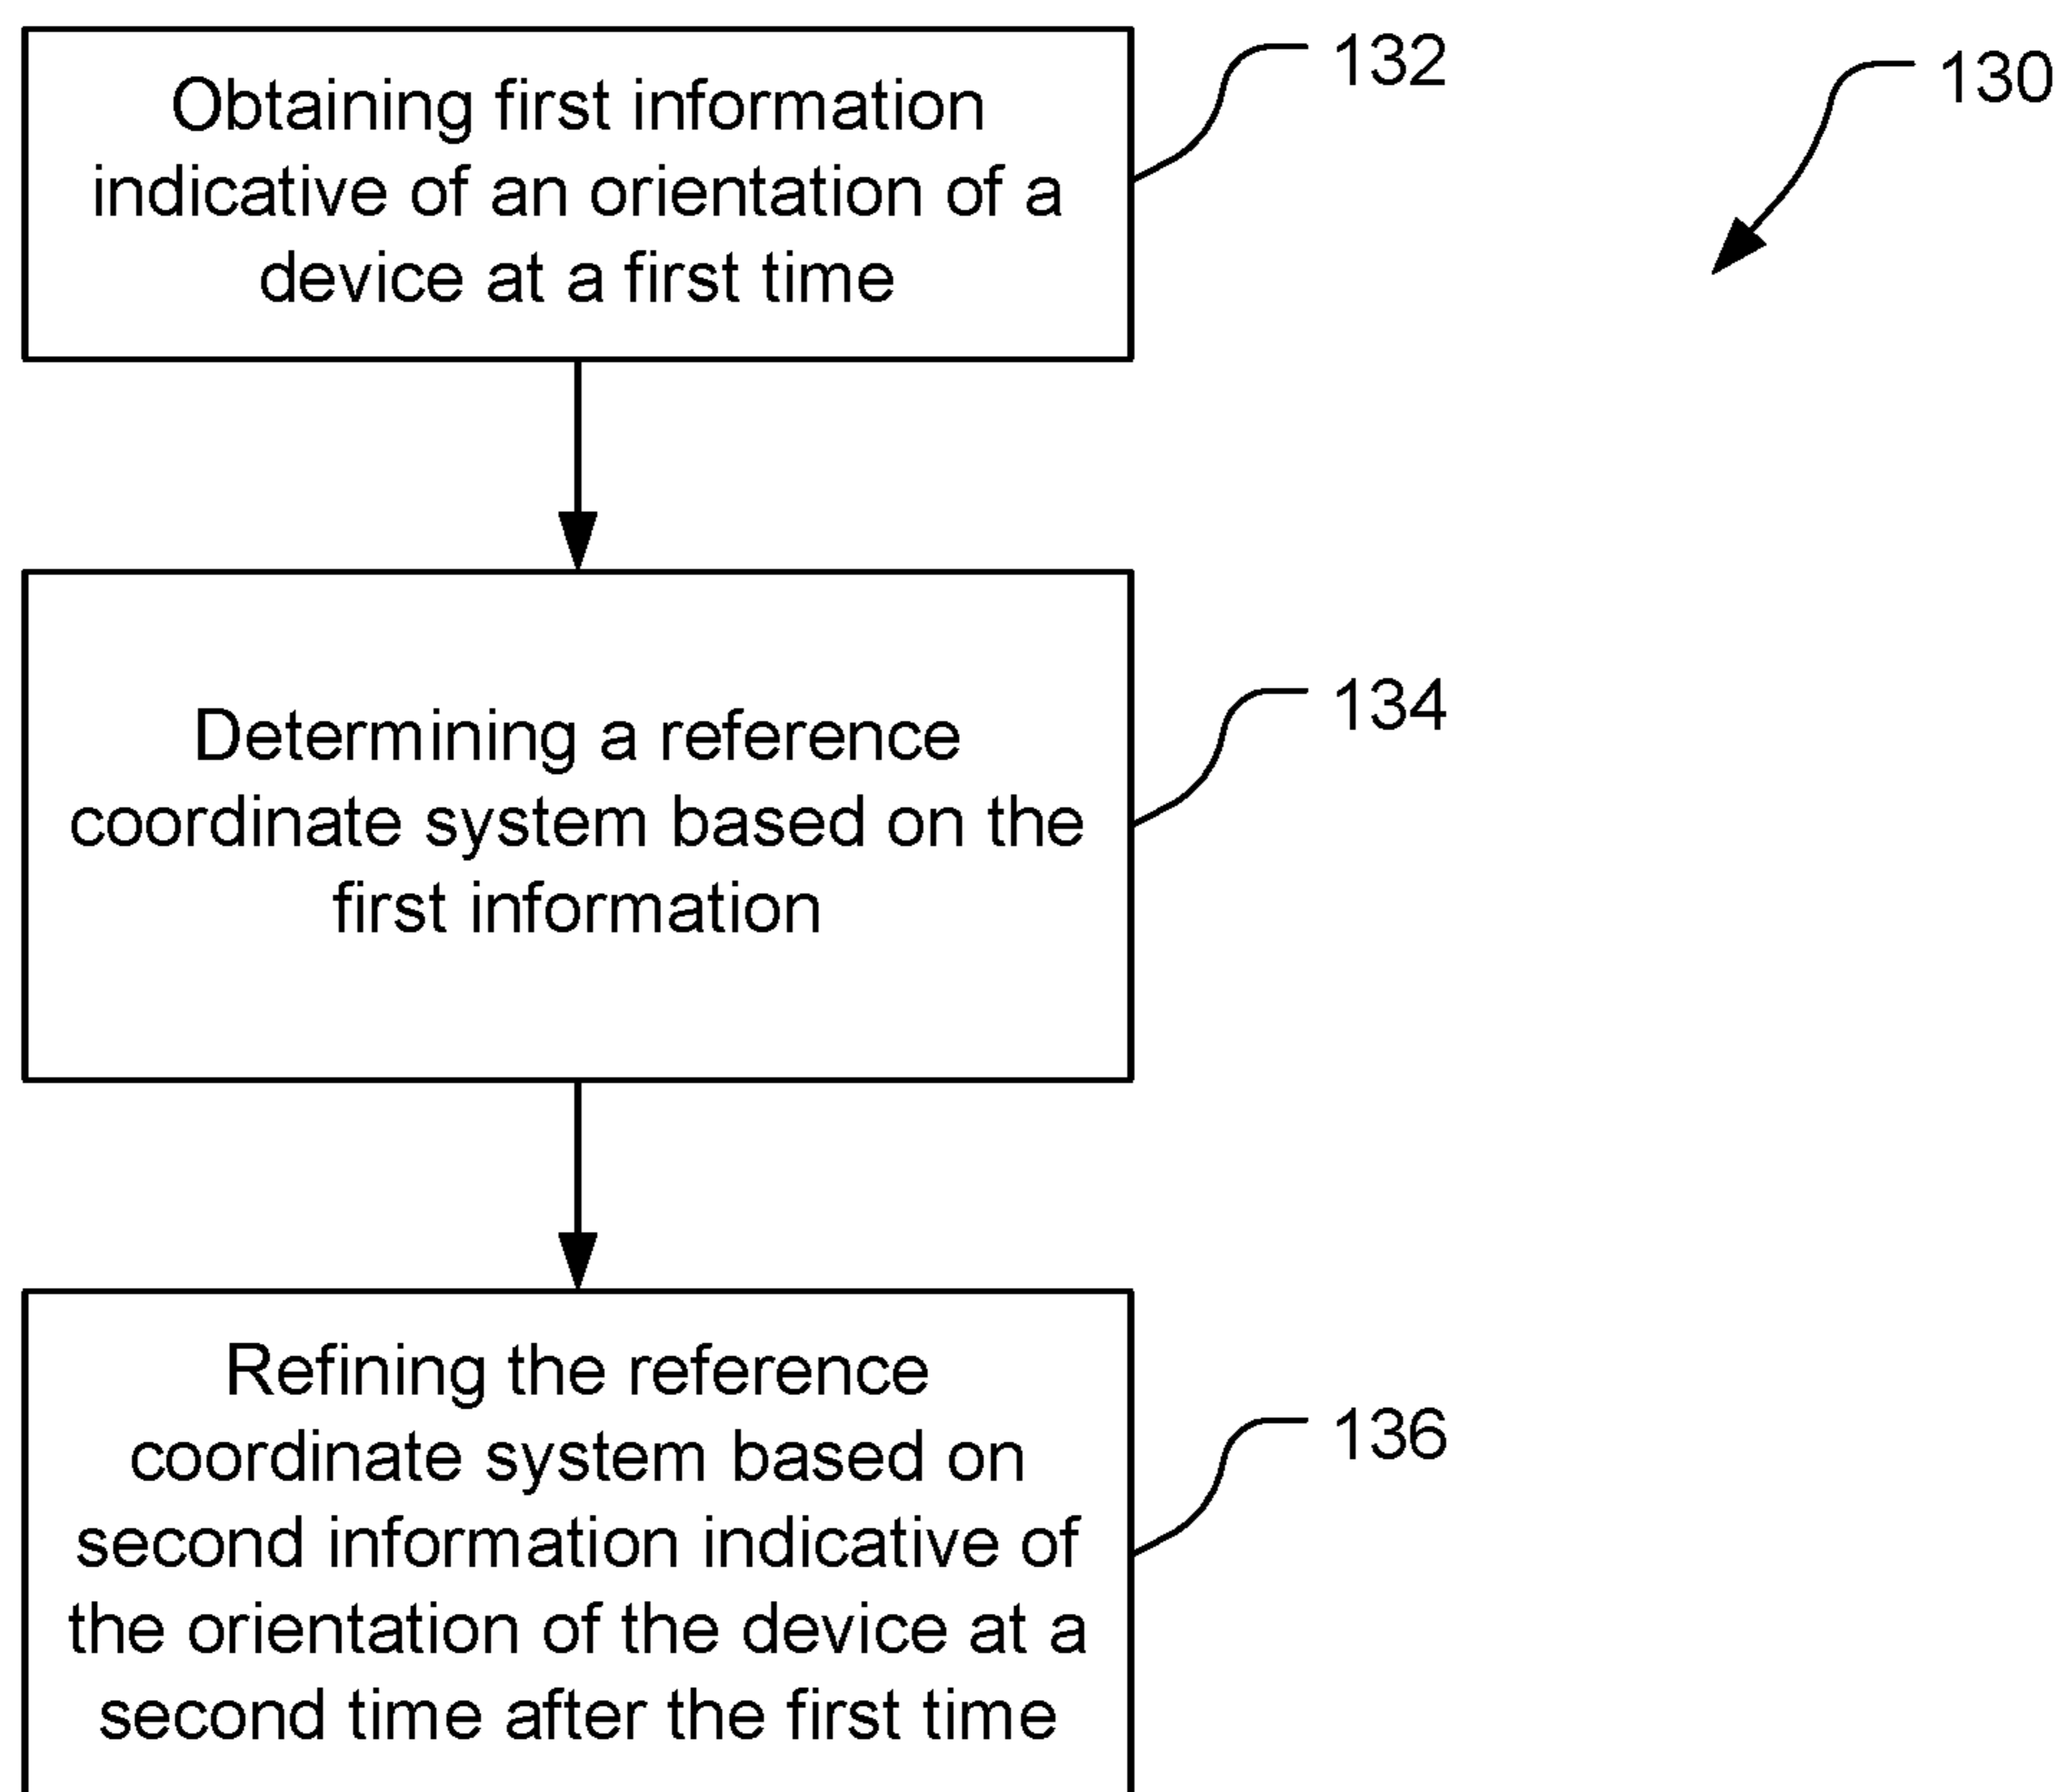 Obtaining first information
indicative of an orientation of a
device at a first time
132
130
Determining a reference
coordinate system based on the
first information
134
Refining the reference
coordinate system based on
second information indicative of
the orientation of the device at a
second time after the first time
136